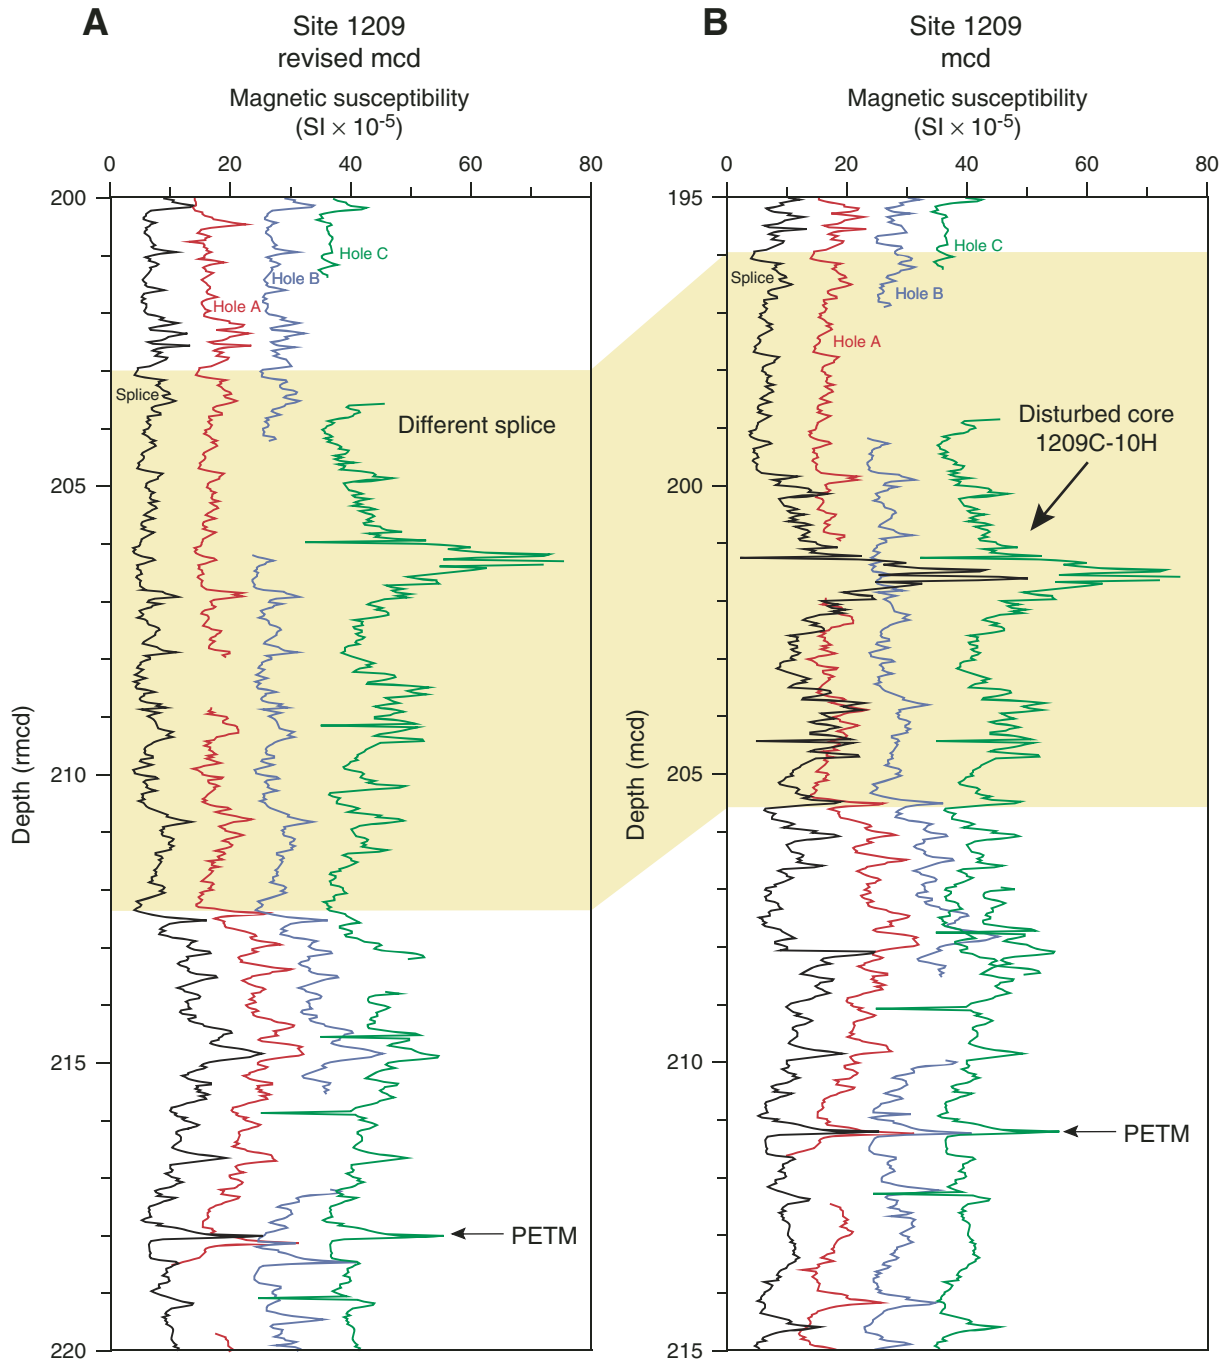 A
Site 1209
revised mcd
Magnetic susceptibility
(SI × 10-5)
0 20 40 60 80
200
205
210
215
220
Depth (rmcd)
Hole C
Hole B
Hole A
Splice
Different splice
PETM
B
Site 1209
mcd
Magnetic susceptibility
(SI × 10-5)
0 20 40 60 80
195
200
205
210
215
Depth (mcd)
Hole C
Splice
Hole B
Hole A
Disturbed core
1209C-10H
PETM